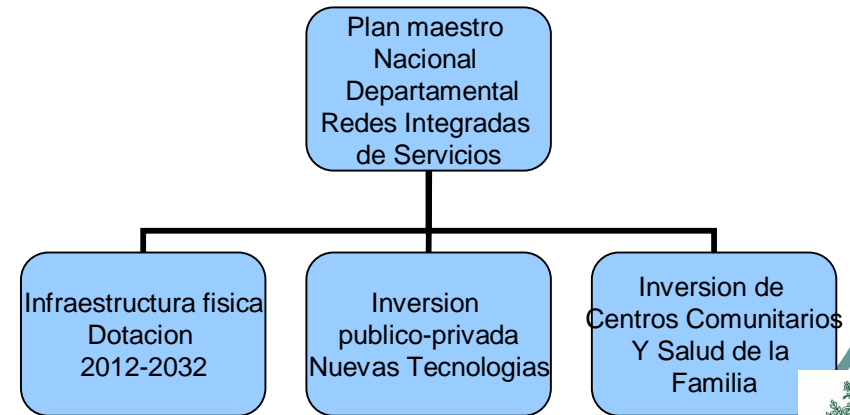 Plan maestro
Nacional
Departamental
Redes Integradas
de Servicios
Infraestructura fisica
Dotacion
2012-2032
Inversion
publico-privada
Nuevas Tecnologias
Inversion de
Centros Comunitarios
Y Salud de la
Familia